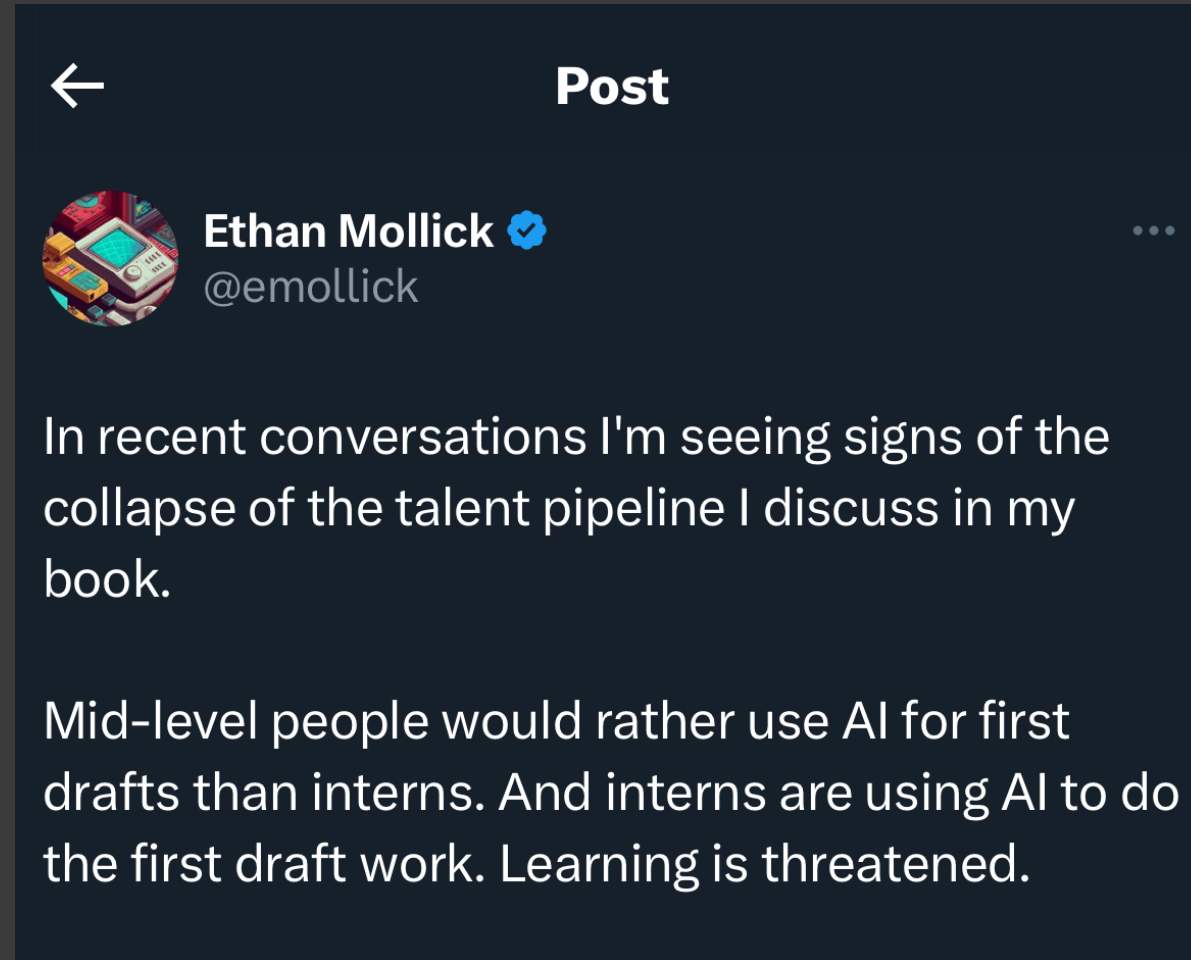 Post
Ethan Mollick
@emollick
In recent conversations I'm seeing signs of the
collapse of the talent pipeline I discuss in my
book.
Mid-level people would rather use AI for first
drafts than interns. And interns are using AI to do
the first draft work. Learning is threatened.